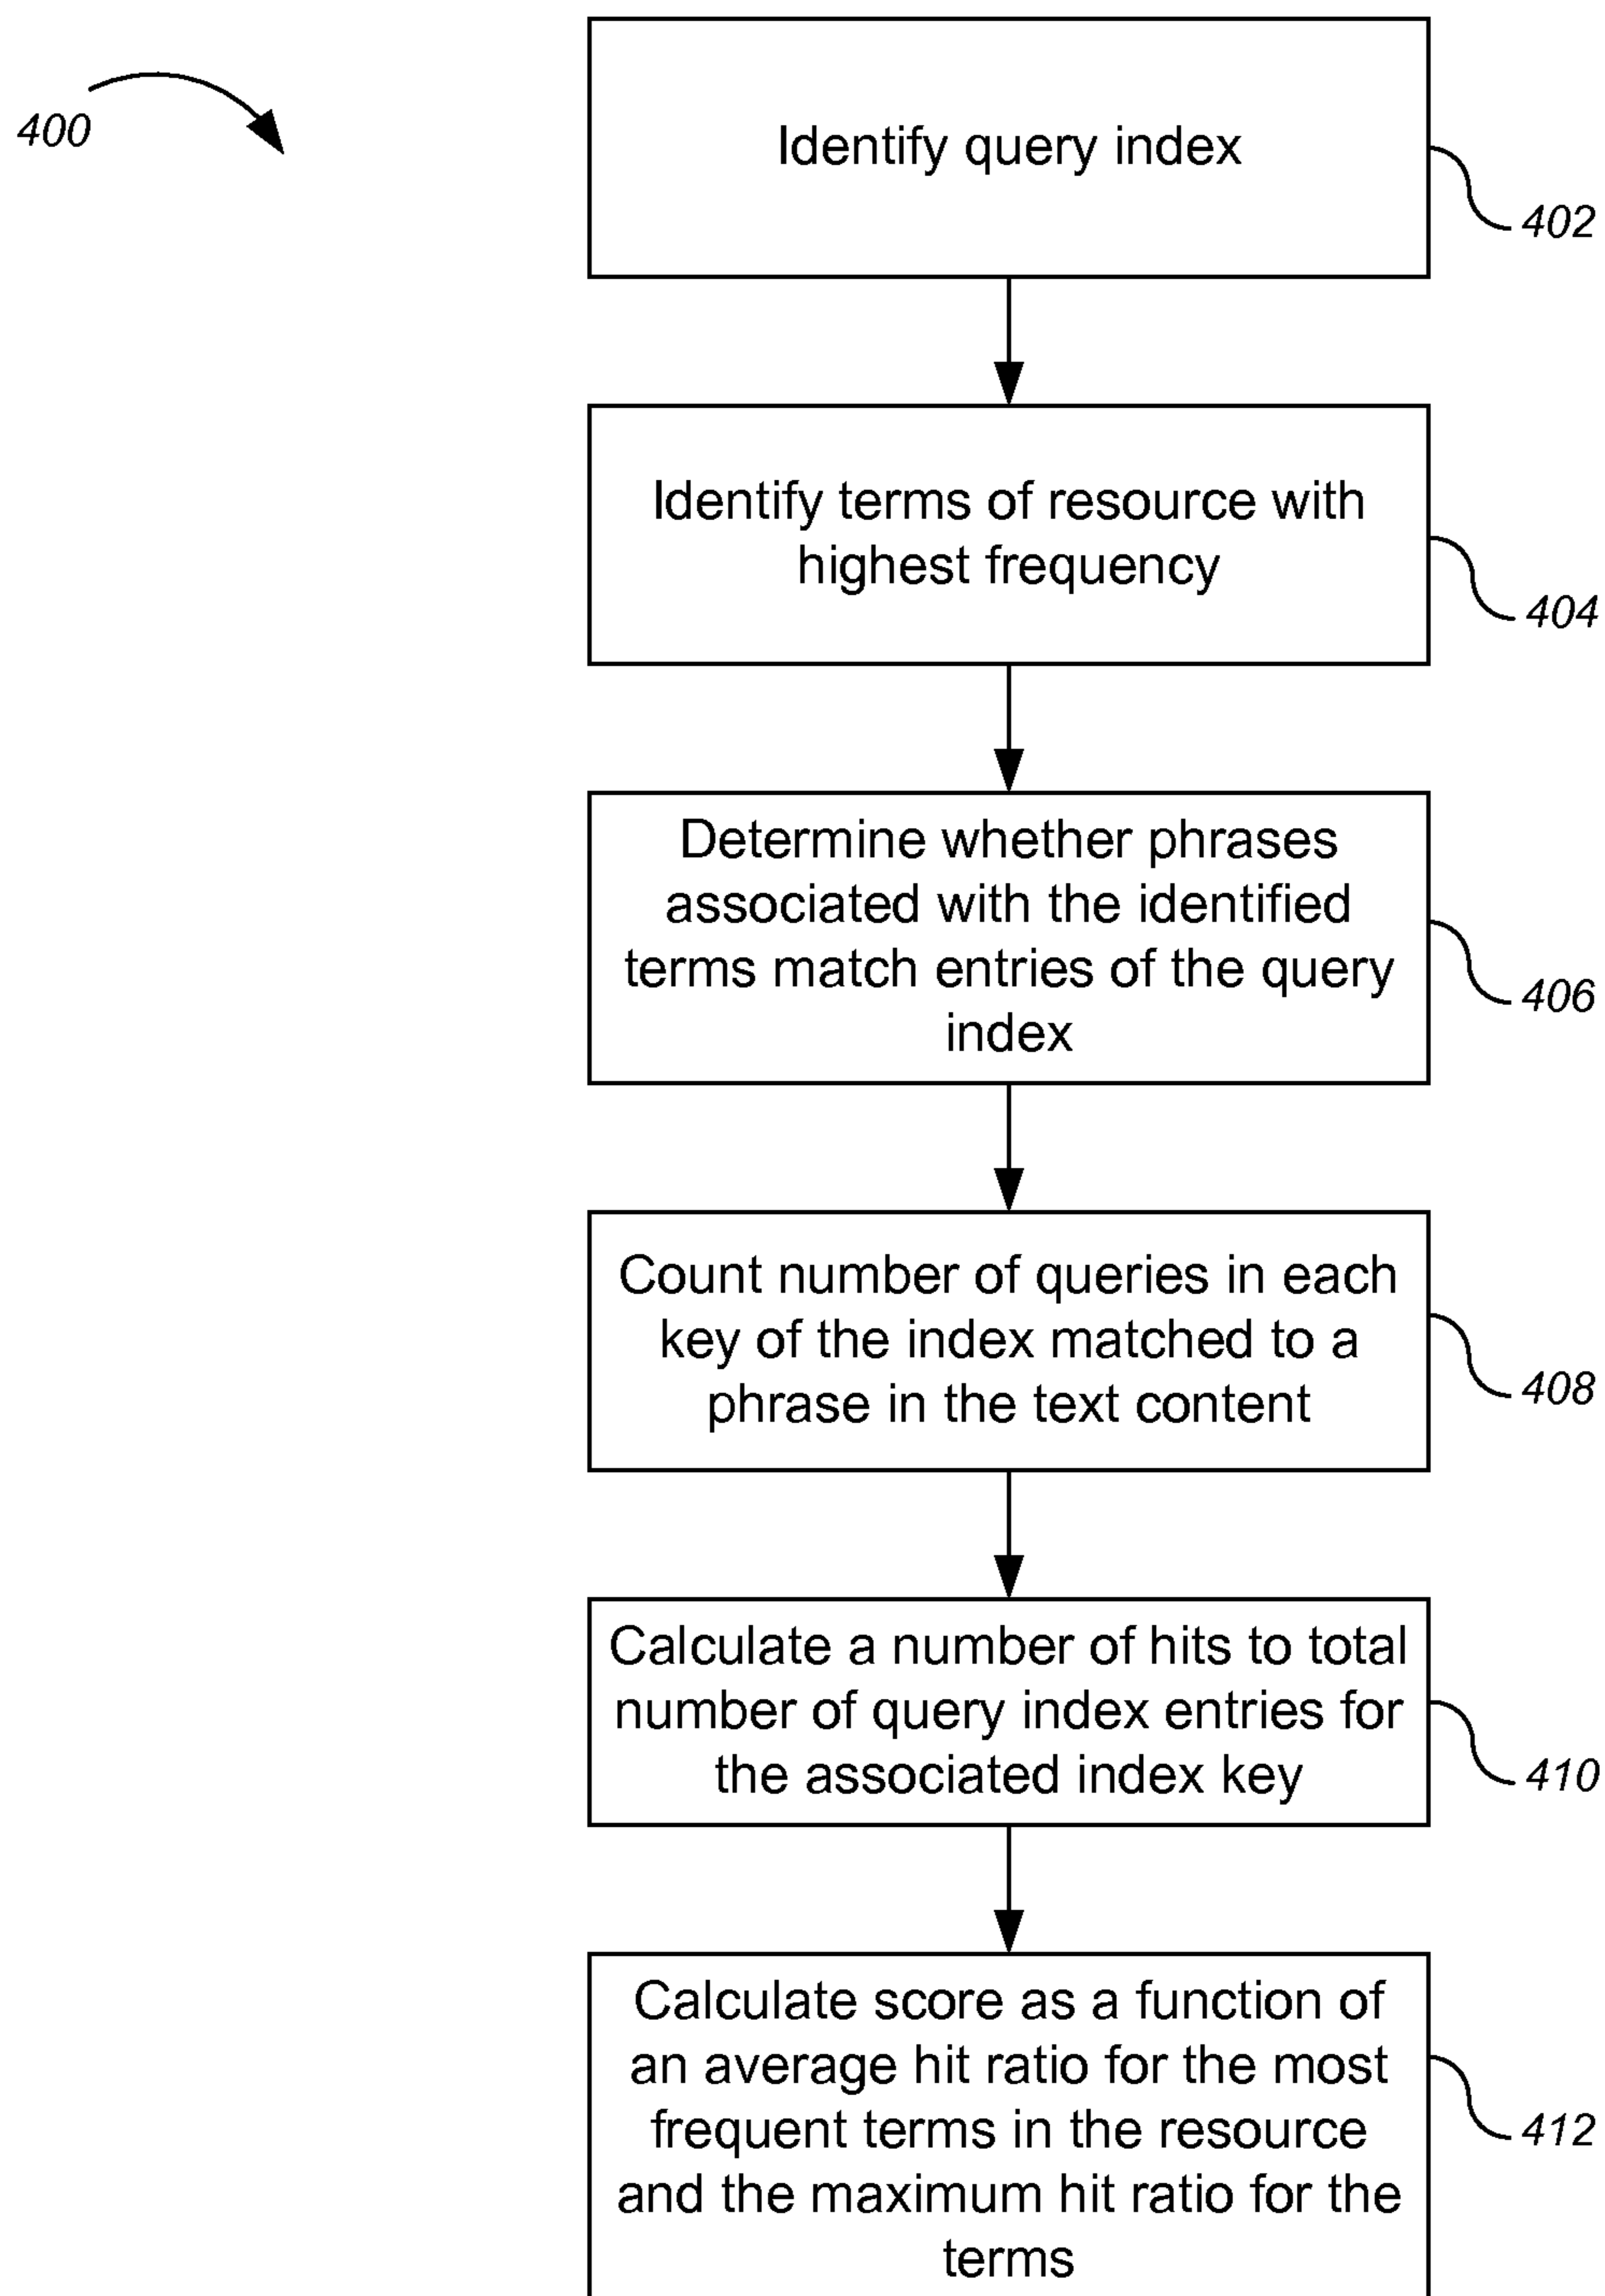 400
Identify query index
402
Identify terms of resource with
highest frequency
404
Determine whether phrases
associated with the identified
terms match entries of the query
index
406
Count number of queries in each
key of the index matched to a
phrase in the text content
408
Calculate a number of hits to total
number of query index entries for
the associated index key
410
Calculate score as a function of
an average hit ratio for the most
frequent terms in the resource
and the maximum hit ratio for the
terms
412